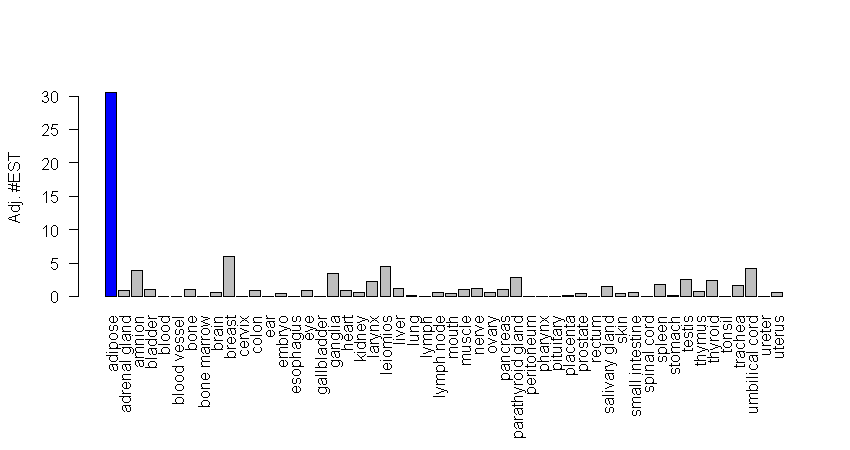 Adj. #EST
30
25
20
15
10
5
0
adipose
adrenal gland
amnion
bladder
blood
blood vessel
bone
bone marrow
brain
breast
cervix
colon
ear
embryo
esophagus
eye
gallbladder
ganglia
heart
kidney
larynx
leiomios
liver
lung
lymph
lymph node
mouth
muscle
nerve
ovary
pancreas
parathyroid gland
peritoneum
pharynx
pituitary
placenta
prostate
rectum
salivary gland
skin
small intestine
spinal cord
spleen
stomach
testis
thymus
thyroid
tonsil
trachea
umbilical cord
ureter
uterus